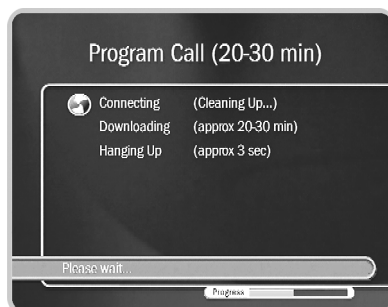 Program Call (20-30 min)
Connecting (Cleaning Up...)
Downloading (approx 20-30 min)
Hanging Up (approx 3 sec)
Please wait...
Progress